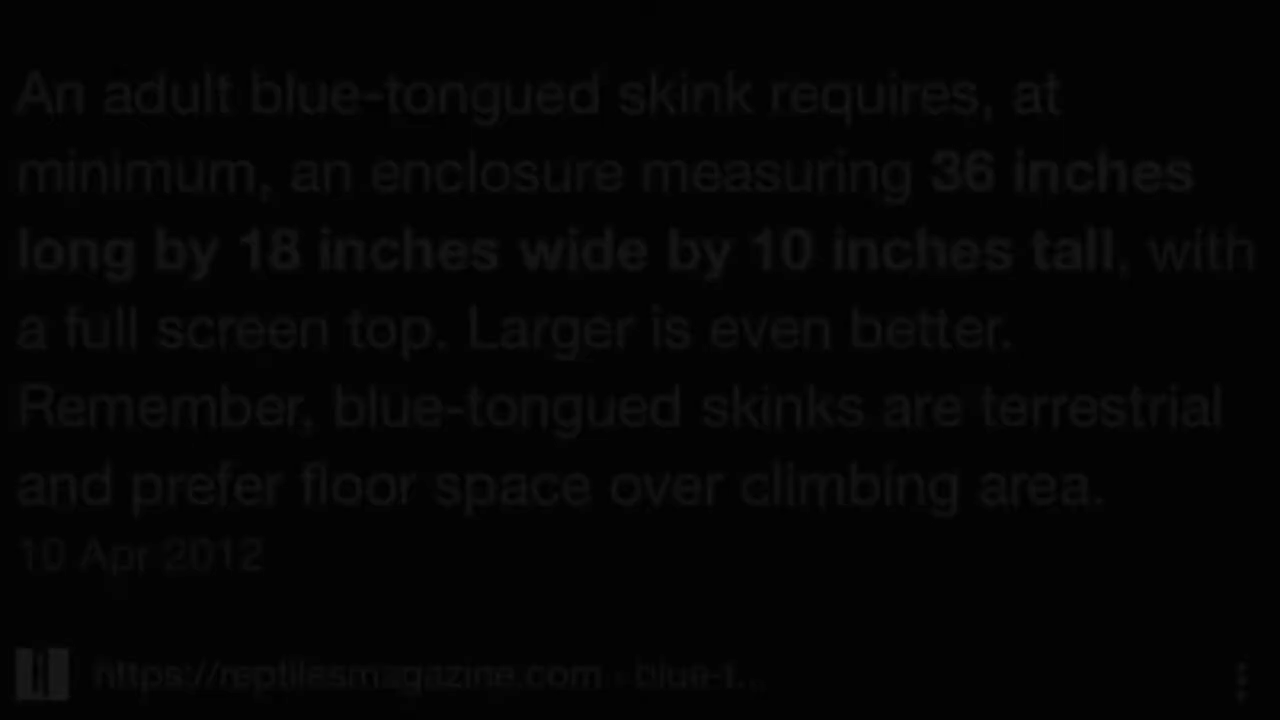 An adult blue-tongued skink requires, at
minimum, an enclosure measuring 36 inches
long by 18 inches wide by 10 inches tall, with
a full screen top. Larger is even better.
Remember, blue-tongued skinks are terrestrial
and prefer floor space over climbing area.
10 Apr 2012
https://reptilesmagazine.com › blue-t...